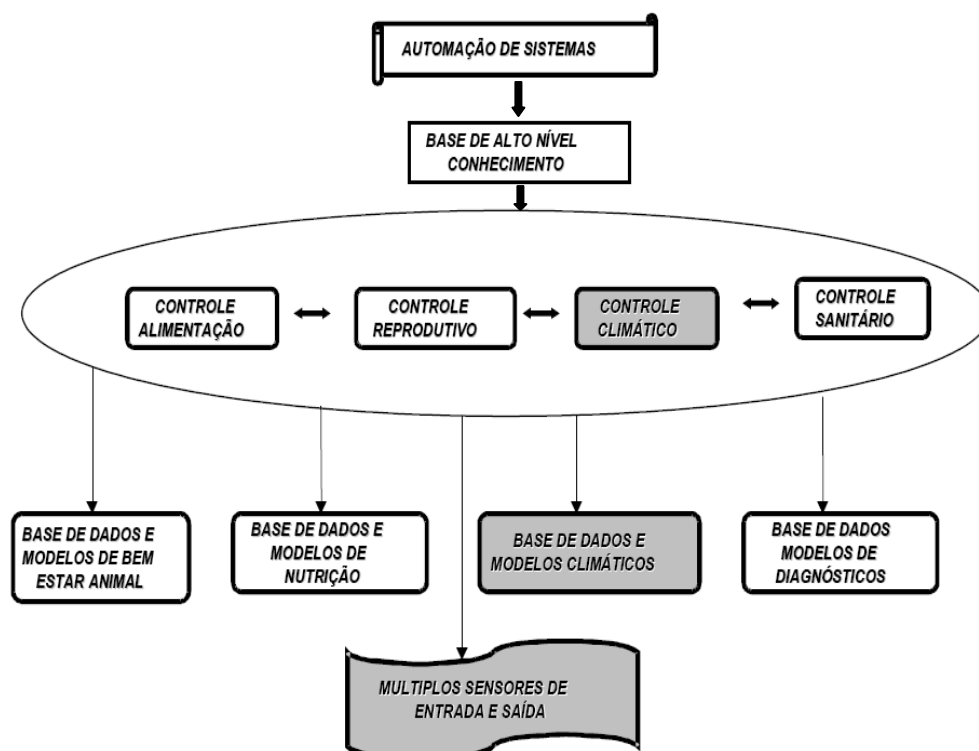 AUTOMAÇÃO DE SISTEMAS
BASE DE ALTO NÍVEL
CONHECIMENTO
CONTROLE
ALIMENTAÇÃO
CONTROLE
REPRODUTIVO
CONTROLE
CLIMÁTICO
CONTROLE
SANITÁRIO
BASE DE DADOS E
MODELOS DE BEM
ESTAR ANIMAL
BASE DE DADOS E
MODELOS DE
NUTRIÇÃO
BASE DE DADOS E
MODELOS CLIMÁTICOS
BASE DE DADOS
MODELOS DE
DIAGNÓSTICOS
MULTIPLOS SENSORES DE
ENTRADA E SAÍDA